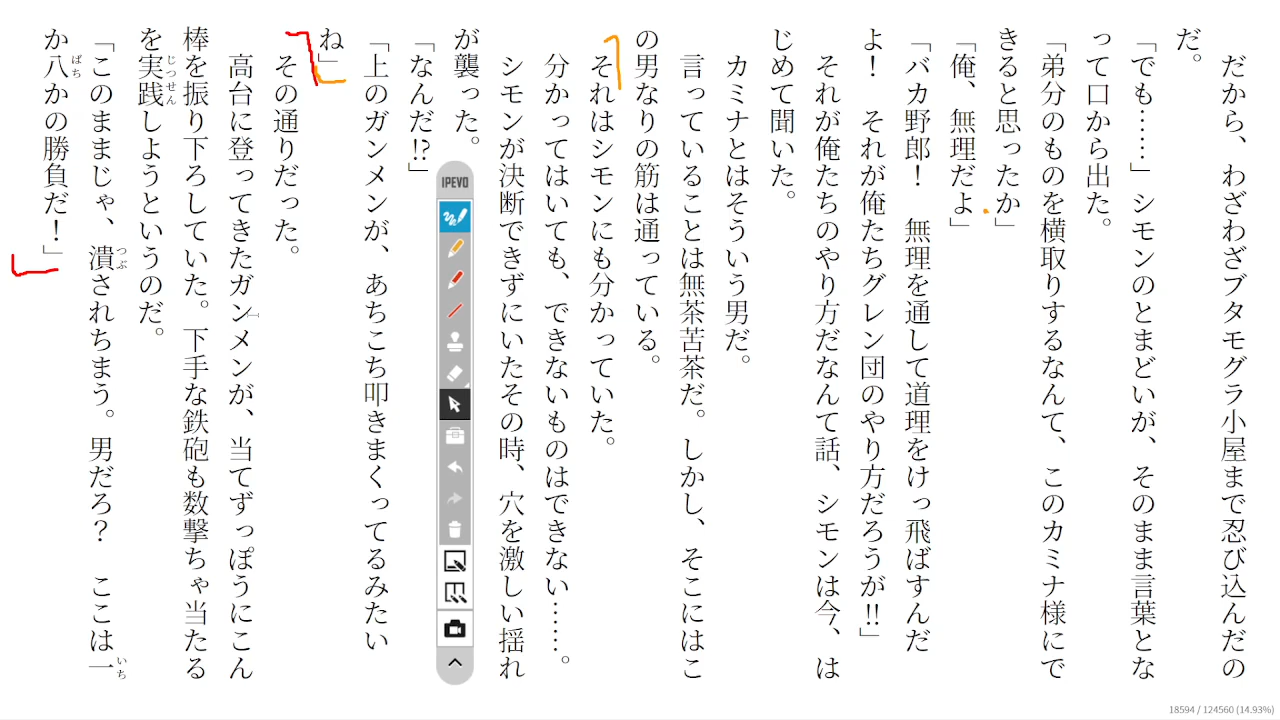 だから、わざわざブタモグラ小屋まで忍び込んだの
だ。
「でも……」シモンのとまどいが、そのまま言葉とな
って口から出た。
「弟分のものを横取りするなんて、このカミナ様にで
きると思ったか」
「俺、無理だよ」
「バカ野郎！　無理を通して道理をけっ飛ばすんだ
よ！　それが俺たちグレン団のやり方だろうが!!」
それが俺たちのやり方だなんて話、シモンは今、は
じめて聞いた。
カミナとはそういう男だ。
言っていることは無茶苦茶だ。しかし、そこにはこ
の男なりの筋は通っている。
それはシモンにも分かっていた。
分かってはいても、できないものはできない……。
シモンが決断できずにいたその時、穴を激しい揺れ
が襲った。
「なんだ!?」
「上のガンメンが、あちこち叩きまくってるみたい
ね」
その通りだった。
高台に登ってきたガンメンが、当てずっぽうにこん
棒を振り下ろしていた。下手な鉄砲も数撃ちゃ当たる
を実践しようというのだ。
じっせん
「このままじゃ、潰されちまう。男だろ？　ここは一
つぶ
いち
か八かの勝負だ！」
ばち
IPEVO
18594 / 124560 (14.93%)